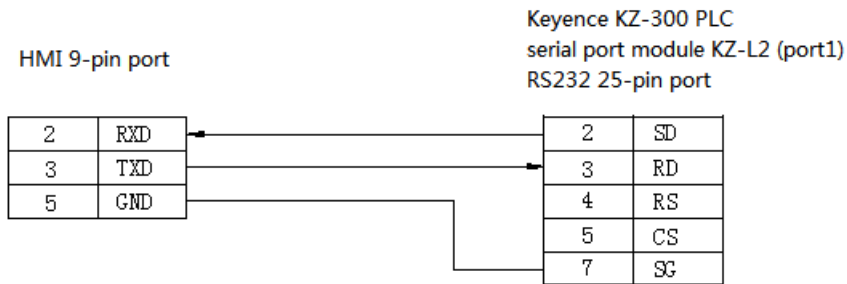 Keyence KZ-300 PLC
serial port module KZ-L2 (port1)
RS232 25-pin port
HMI 9-pin port
2 RXD
3 TXD
5 GND
2 SD
3 RD
4 RS
5 CS
7 SG